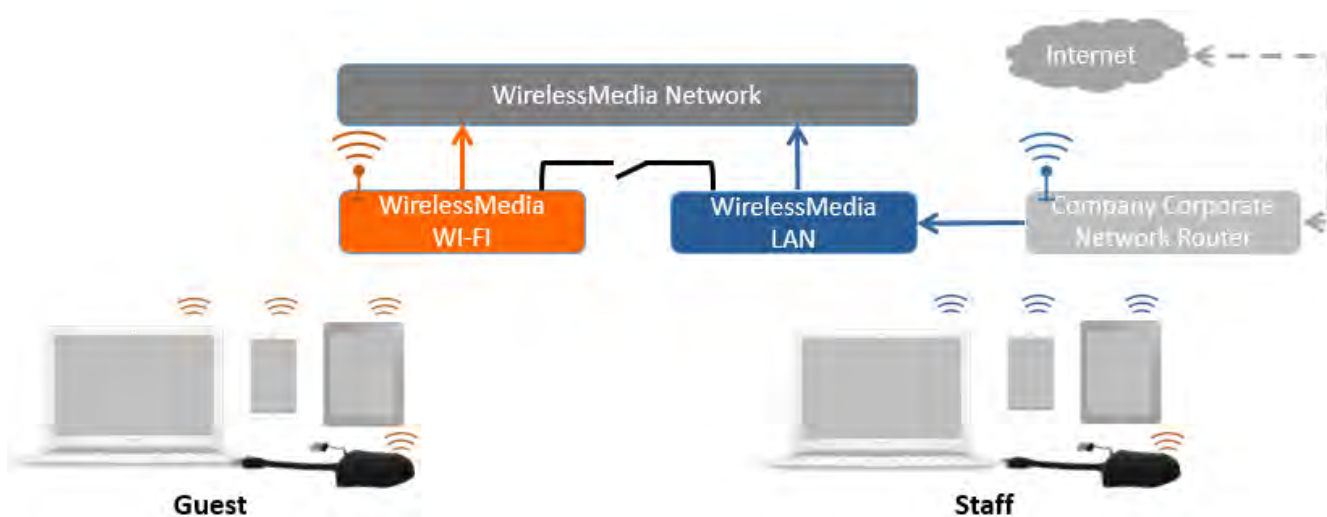 Internet
WirelessMedia Network
WirelessMedia
WI-FI
WirelessMedia
LAN
Company Corporate
Network Router
Guest
Staff